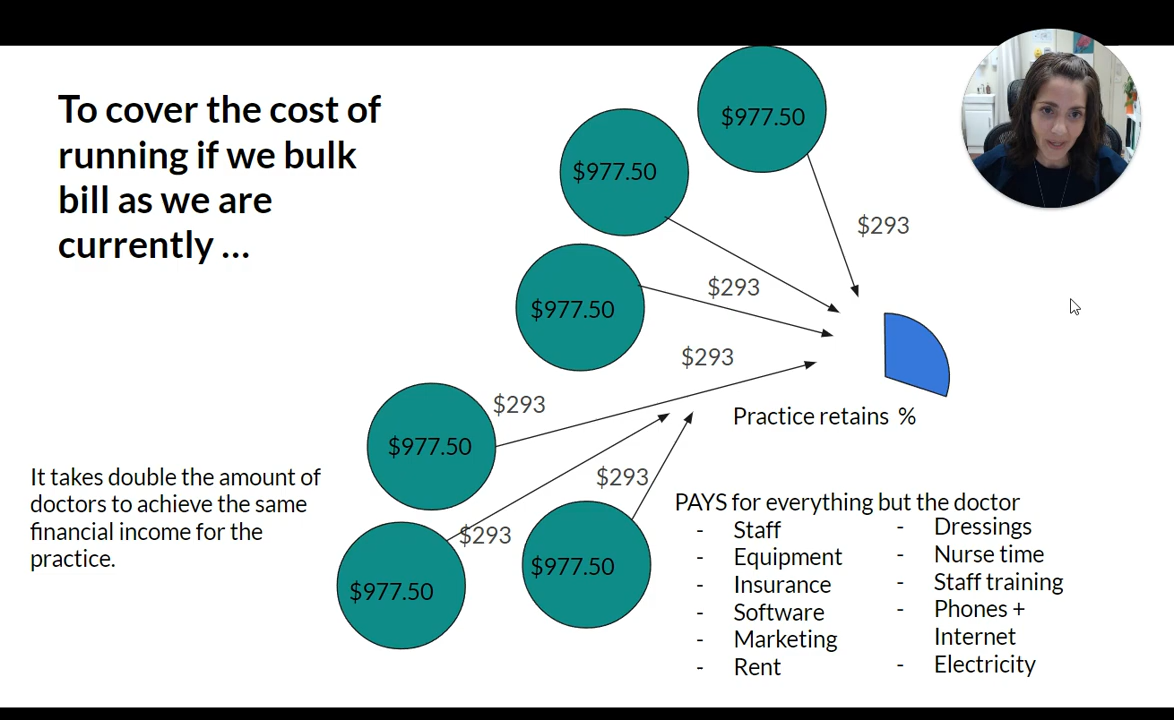 To cover the cost of
running if we bulk
bill as we are
currently ...
$977.50
$977.50
$293
$293
$977.50
$293
$293
$977.50
Practice retains %
It takes double the amount of
doctors to achieve the same
financial income for the
practice.
$293
$293
$977.50
$977.50
PAYS for everything but the doctor
- Staff
- Equipment
- Insurance
- Software
- Marketing
- Rent
- Dressings
- Nurse time
- Staff training
- Phones +
Internet
- Electricity